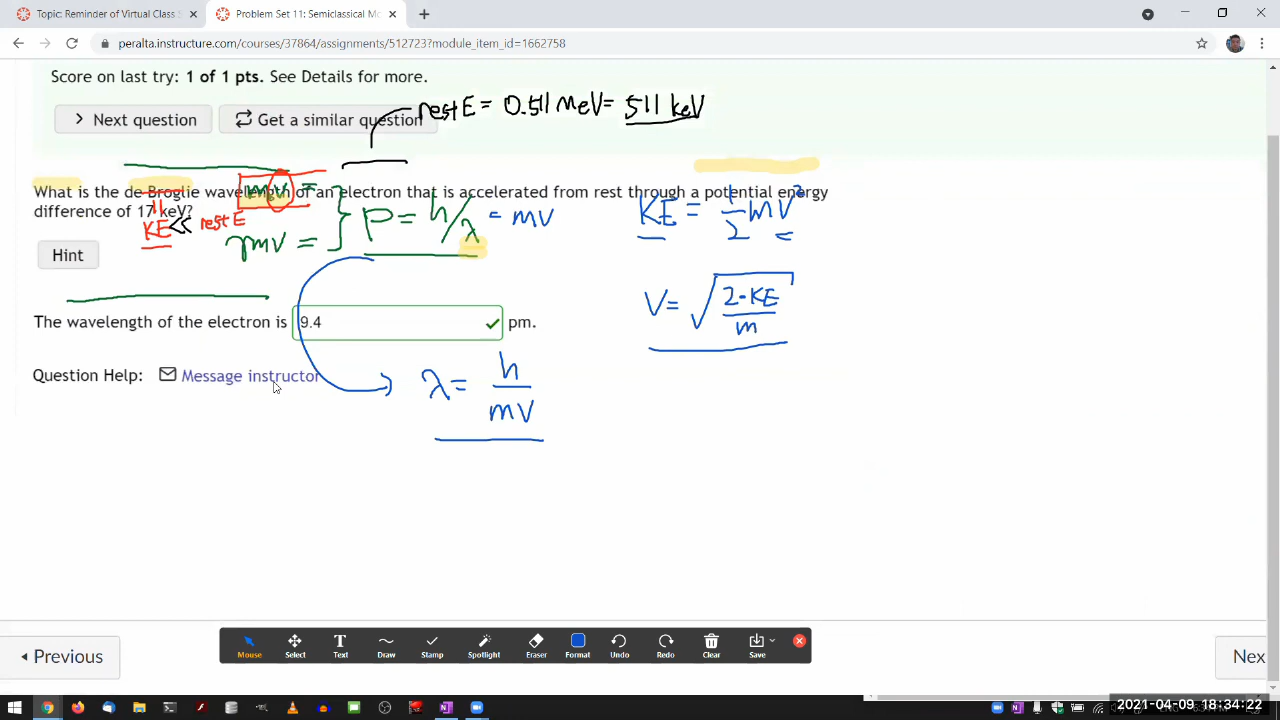 Topic: Reminder of Virtual Class S
Problem Set 11: Semiclassical Mo
peralta.instructure.com/courses/37864/assignments/512723?module_item_id=1662758
Score on last try: 1 of 1 pts. See Details for more.
Next question
Get a similar question
rest E = 0.511 MeV = 511 keV
What is the de Broglie wavelength of an electron that is accelerated from rest through a potential energy
difference of 17 keV?
mv =
γmv =
p = h/λ = mv
KE << rest E
KE = 1/2 mv²
v = √(2·KE/m)
Hint
The wavelength of the electron is 9.4 pm.
Question Help: Message instructor
λ = h/mv
Previous
Nex
Mouse Select Text Draw Stamp Spotlight Eraser Format Undo Redo Clear Save
2021-04-09 18:34:22